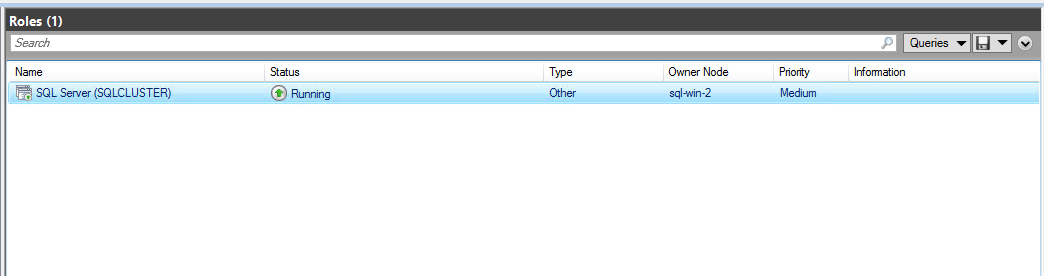 Roles (1)
Search Queries
Name Status Type Owner Node Priority Information
SQL Server (SQLCLUSTER) Running Other sql-win-2 Medium